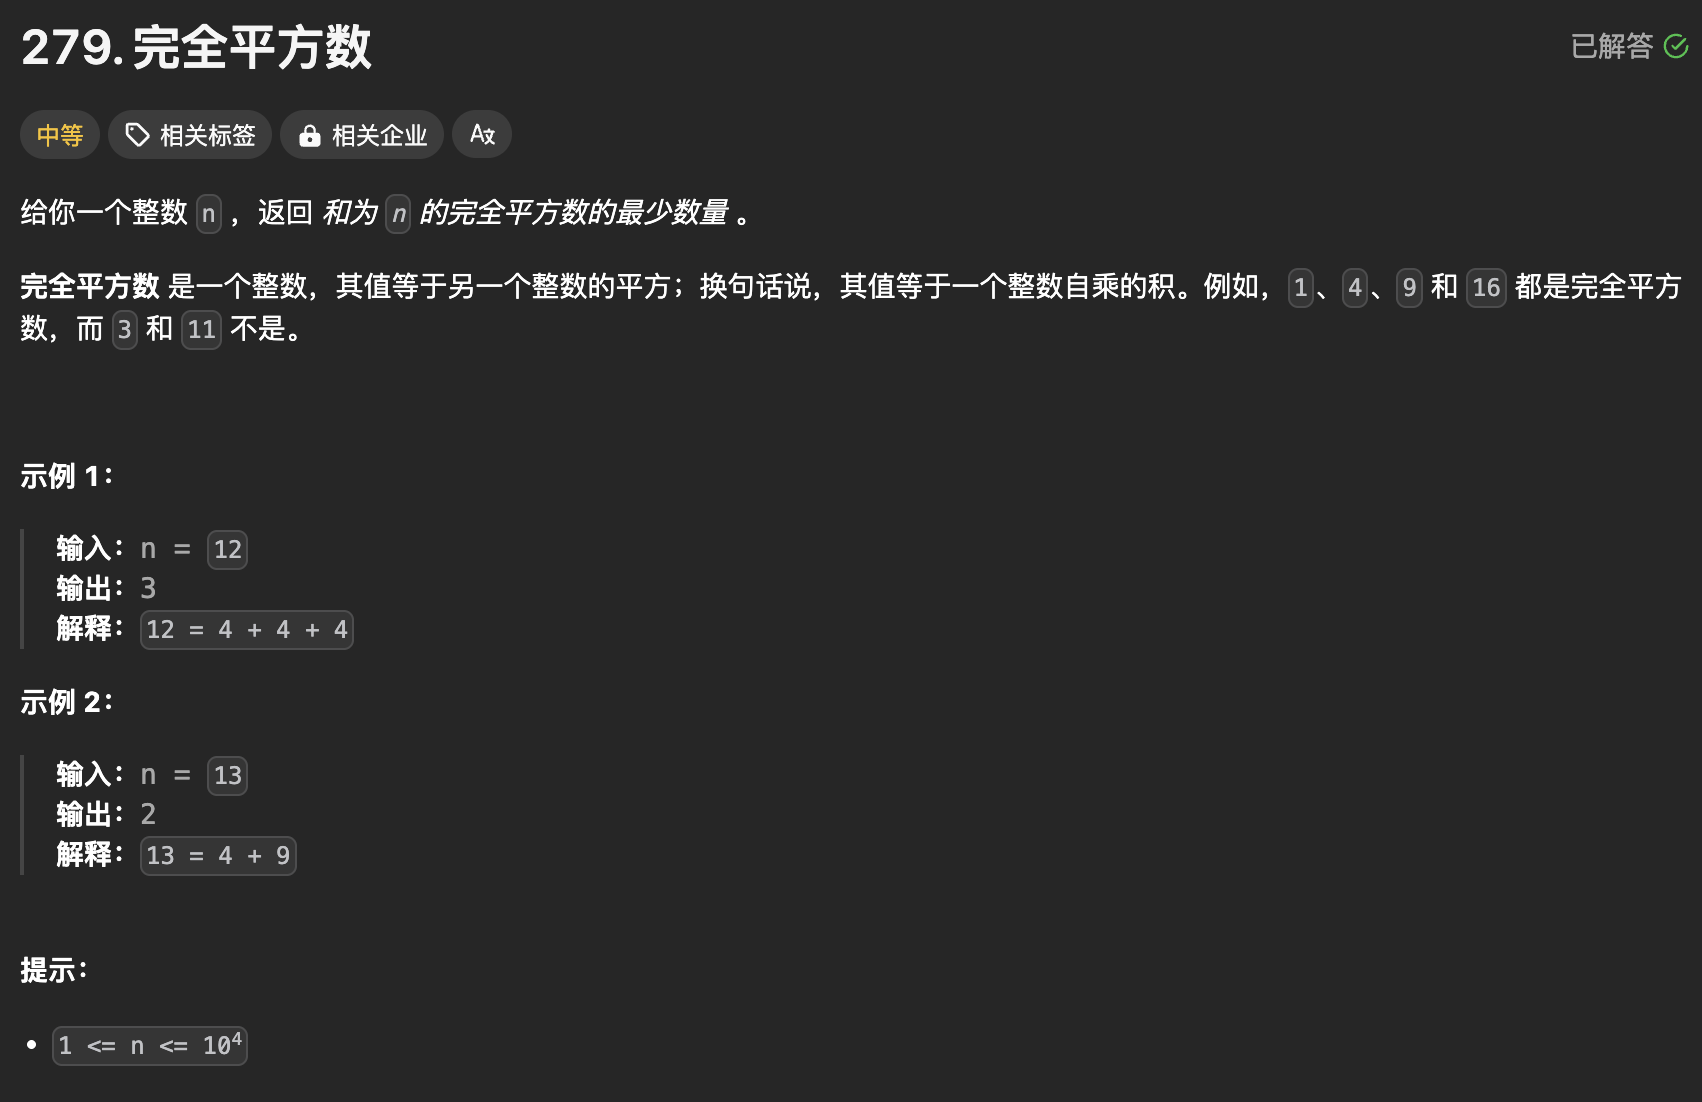 279. 完全平方数
已解答
中等
相关标签
相关企业
A文
给你一个整数 n ，返回 和为 n 的完全平方数的最少数量 。
完全平方数 是一个整数，其值等于另一个整数的平方；换句话说，其值等于一个整数自乘的积。例如，1、4、9 和 16 都是完全平方
数，而 3 和 11 不是。
示例 1：
输入：n = 12
输出：3
解释：12 = 4 + 4 + 4
示例 2：
输入：n = 13
输出：2
解释：13 = 4 + 9
提示：
• 1 <= n <= 10⁴